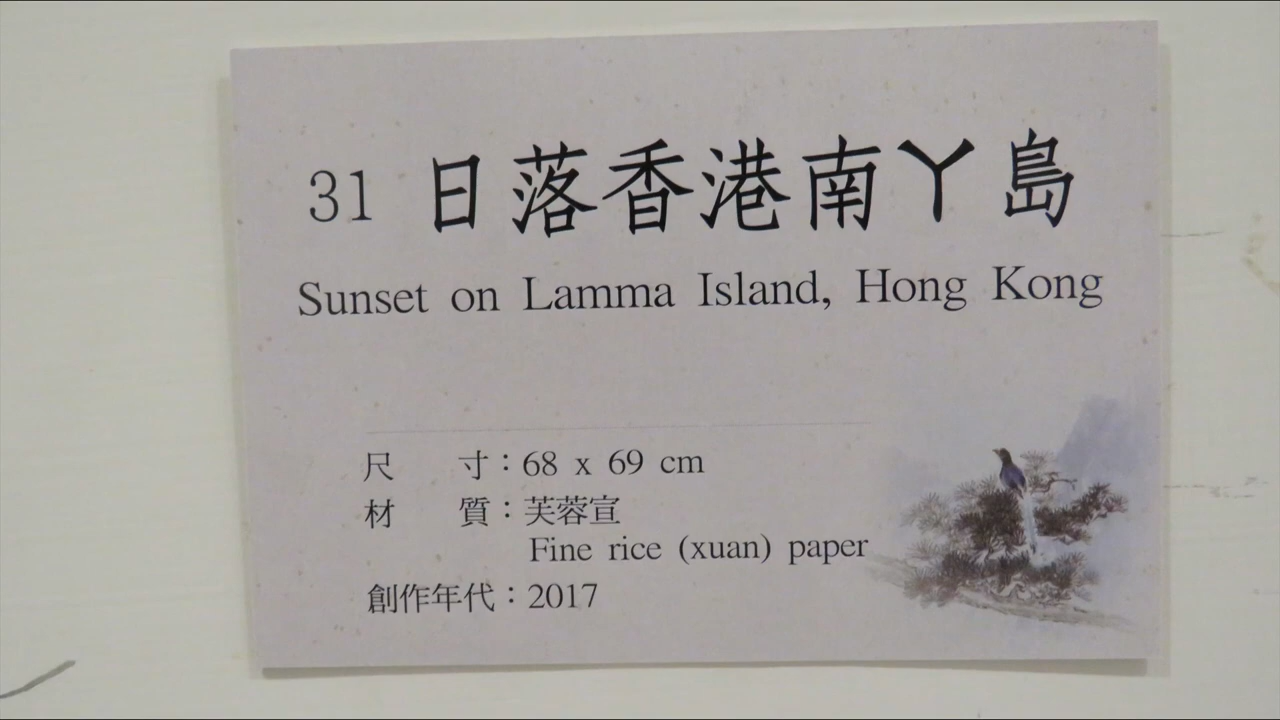 31 日落香港南丫島
Sunset on Lamma Island, Hong Kong
尺 寸：68 x 69 cm
材 質：芙蓉宣
Fine rice (xuan) paper
創作年代：2017